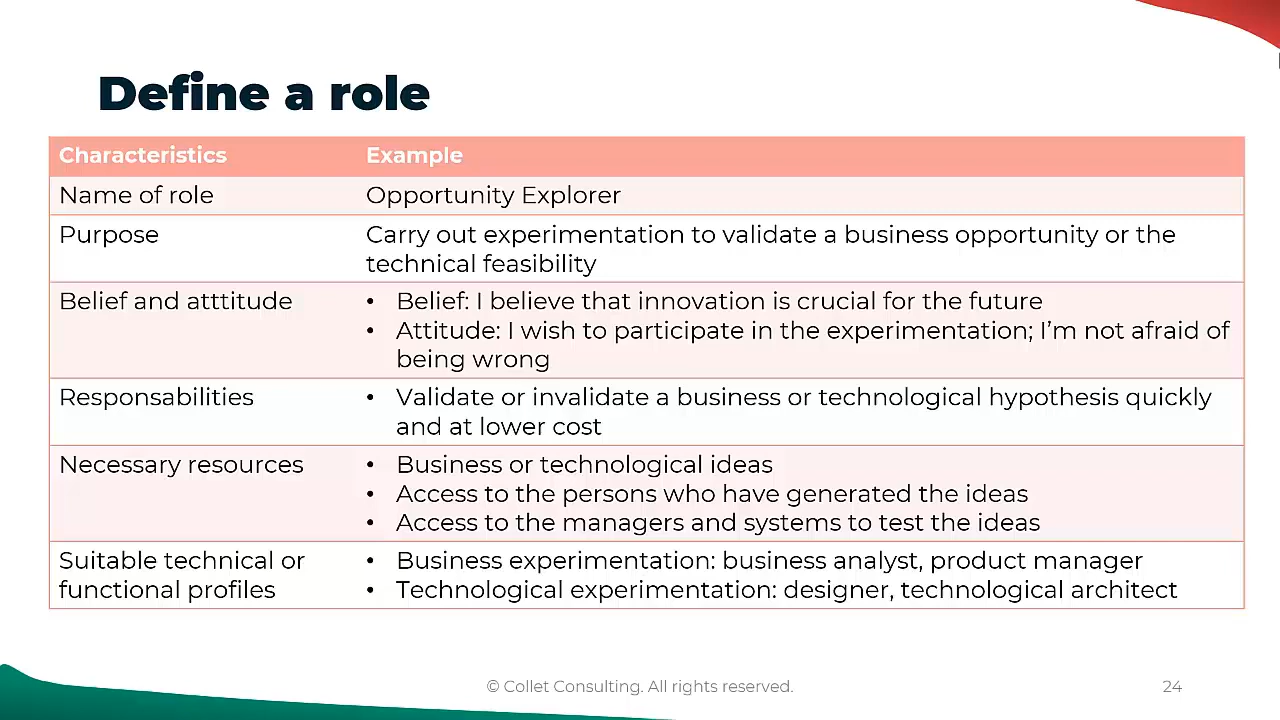 Define a role
Characteristics Example
Name of role Opportunity Explorer
Purpose Carry out experimentation to validate a business opportunity or the
technical feasibility
Belief and atttitude • Belief: I believe that innovation is crucial for the future
• Attitude: I wish to participate in the experimentation; I’m not afraid of
being wrong
Responsabilities • Validate or invalidate a business or technological hypothesis quickly
and at lower cost
Necessary resources • Business or technological ideas
• Access to the persons who have generated the ideas
• Access to the managers and systems to test the ideas
Suitable technical or • Business experimentation: business analyst, product manager
functional profiles • Technological experimentation: designer, technological architect
© Collet Consulting. All rights reserved. 24